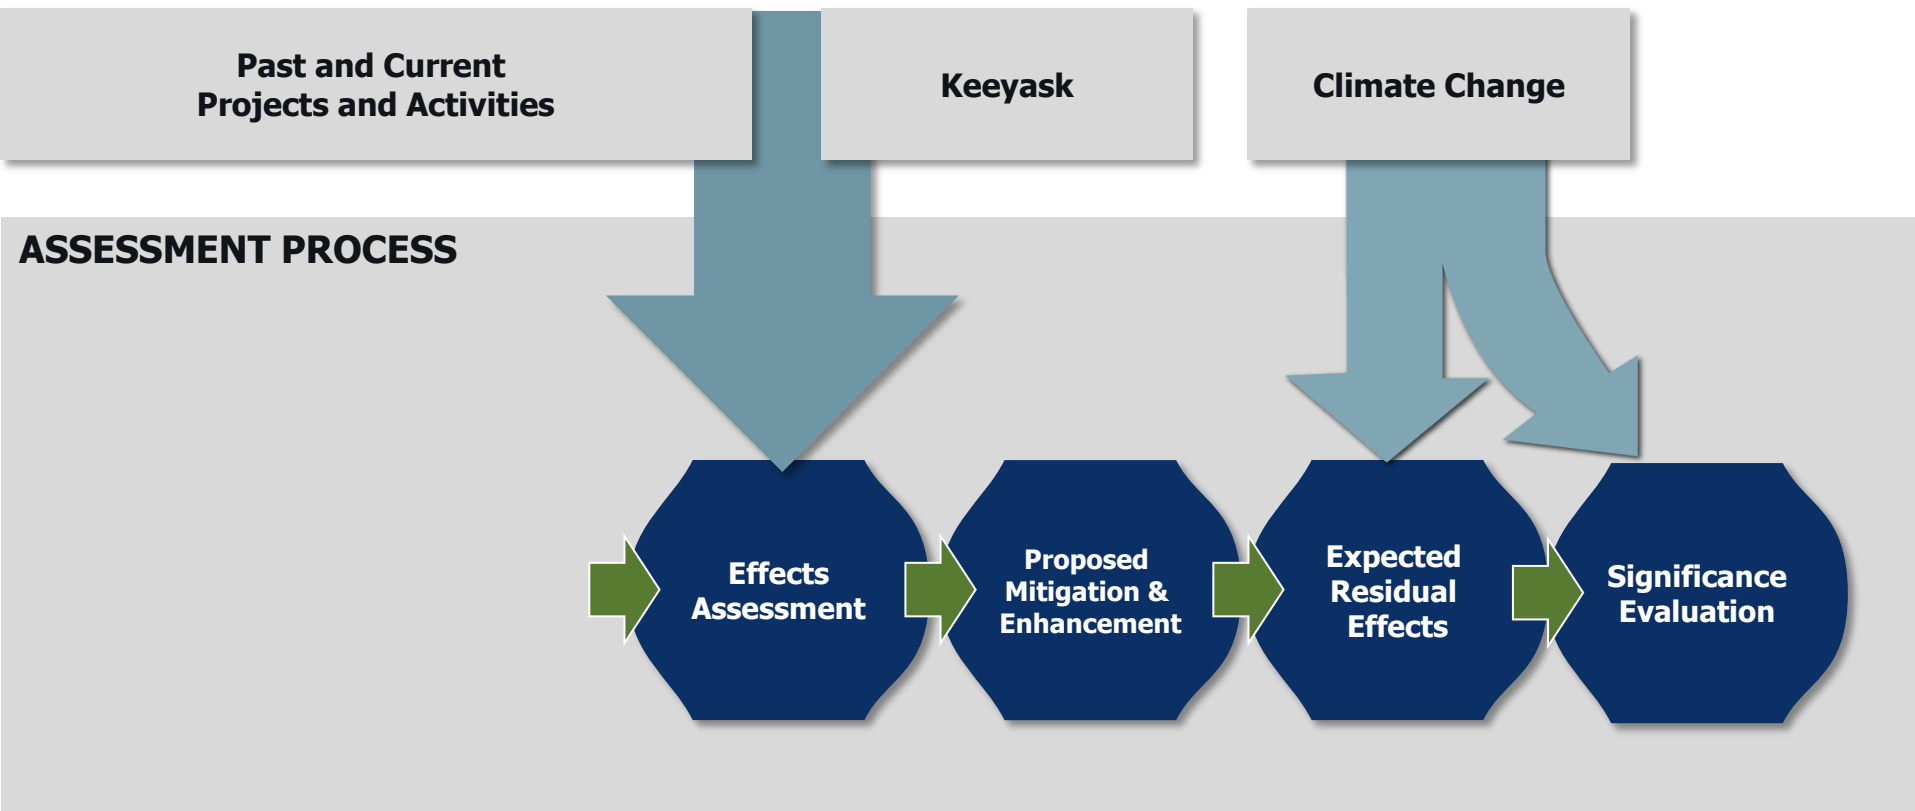 Past and Current
Projects and Activities
Keeyask
Climate Change
ASSESSMENT PROCESS
Effects
Assessment
Proposed
Mitigation &
Enhancement
Expected
Residual
Effects
Significance
Evaluation